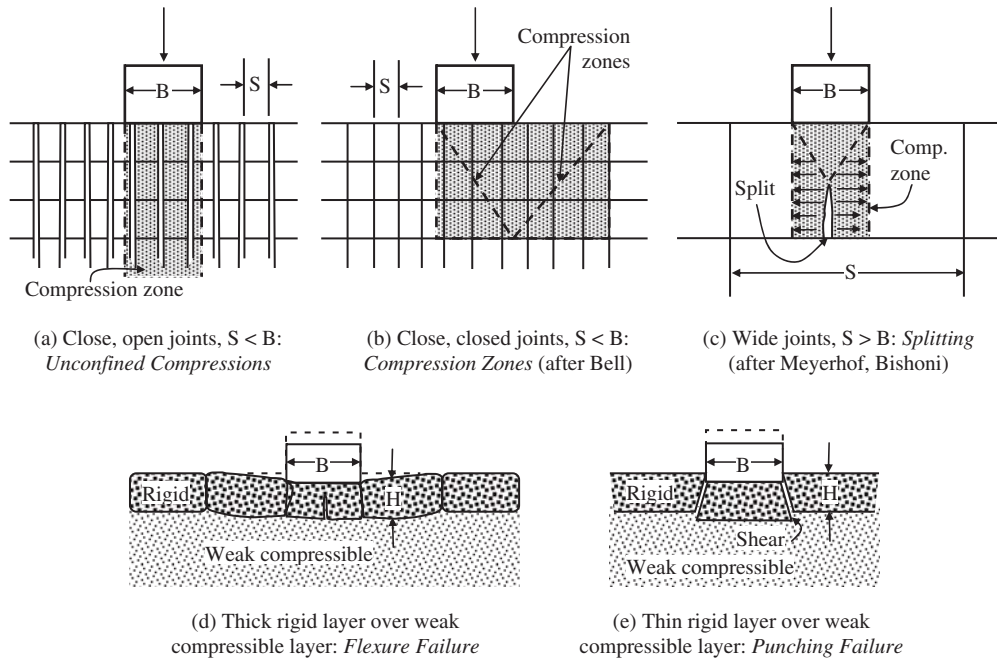 B
S
Compression zone
(a) Close, open joints, S < B:
Unconfined Compressions
S
B
Compression
zones
(b) Close, closed joints, S < B:
Compression Zones (after Bell)
B
Comp.
zone
Split
S
(c) Wide joints, S > B: Splitting
(after Meyerhof, Bishoni)
B
Rigid
H
Weak compressible
(d) Thick rigid layer over weak
compressible layer: Flexure Failure
B
Rigid
H
Shear
Weak compressible
(e) Thin rigid layer over weak
compressible layer: Punching Failure